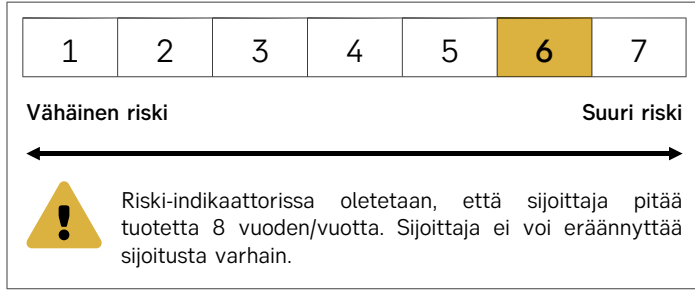 1 2 3 4 5 6 7
Vähäinen riski Suuri riski
Riski-indikaattorissa oletetaan, että sijoittaja pitää
tuotetta 8 vuoden/vuotta. Sijoittaja ei voi eräännyttää
sijoitusta varhain.